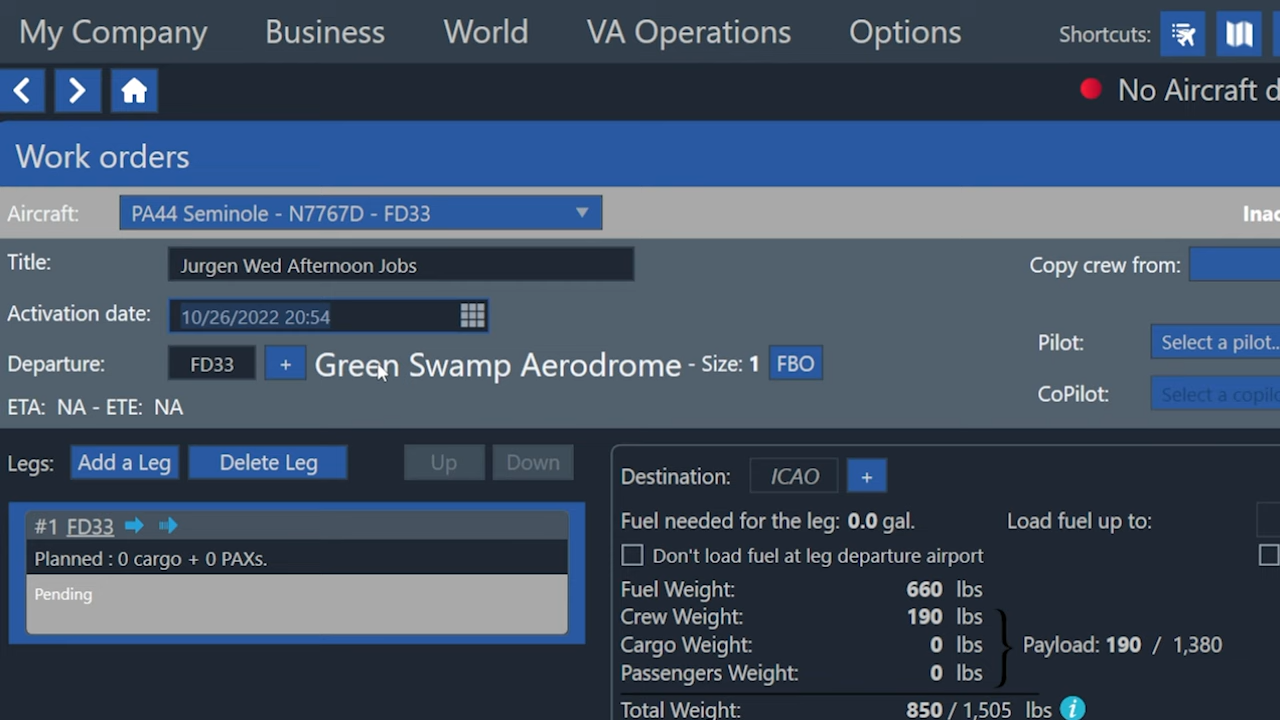 My Company Business World VA Operations Options Shortcuts:
No Aircraft d
Work orders
Aircraft: PA44 Seminole - N7767D - FD33 Inac
Title: Jurgen Wed Afternoon Jobs Copy crew from:
Activation date: 10/26/2022 20:54
Departure: FD33 + Green Swamp Aerodrome - Size: 1 FBO Pilot: Select a pilot..
CoPilot: Select a copilo
ETA: NA - ETE: NA
Legs: Add a Leg Delete Leg Up Down
#1 FD33
Planned : 0 cargo + 0 PAXs.
Pending
Destination: ICAO +
Fuel needed for the leg: 0.0 gal. Load fuel up to:
Don't load fuel at leg departure airport
Fuel Weight: 660 lbs
Crew Weight: 190 lbs
Cargo Weight: 0 lbs Payload: 190 / 1,380
Passengers Weight: 0 lbs
Total Weight: 850 / 1,505 lbs i